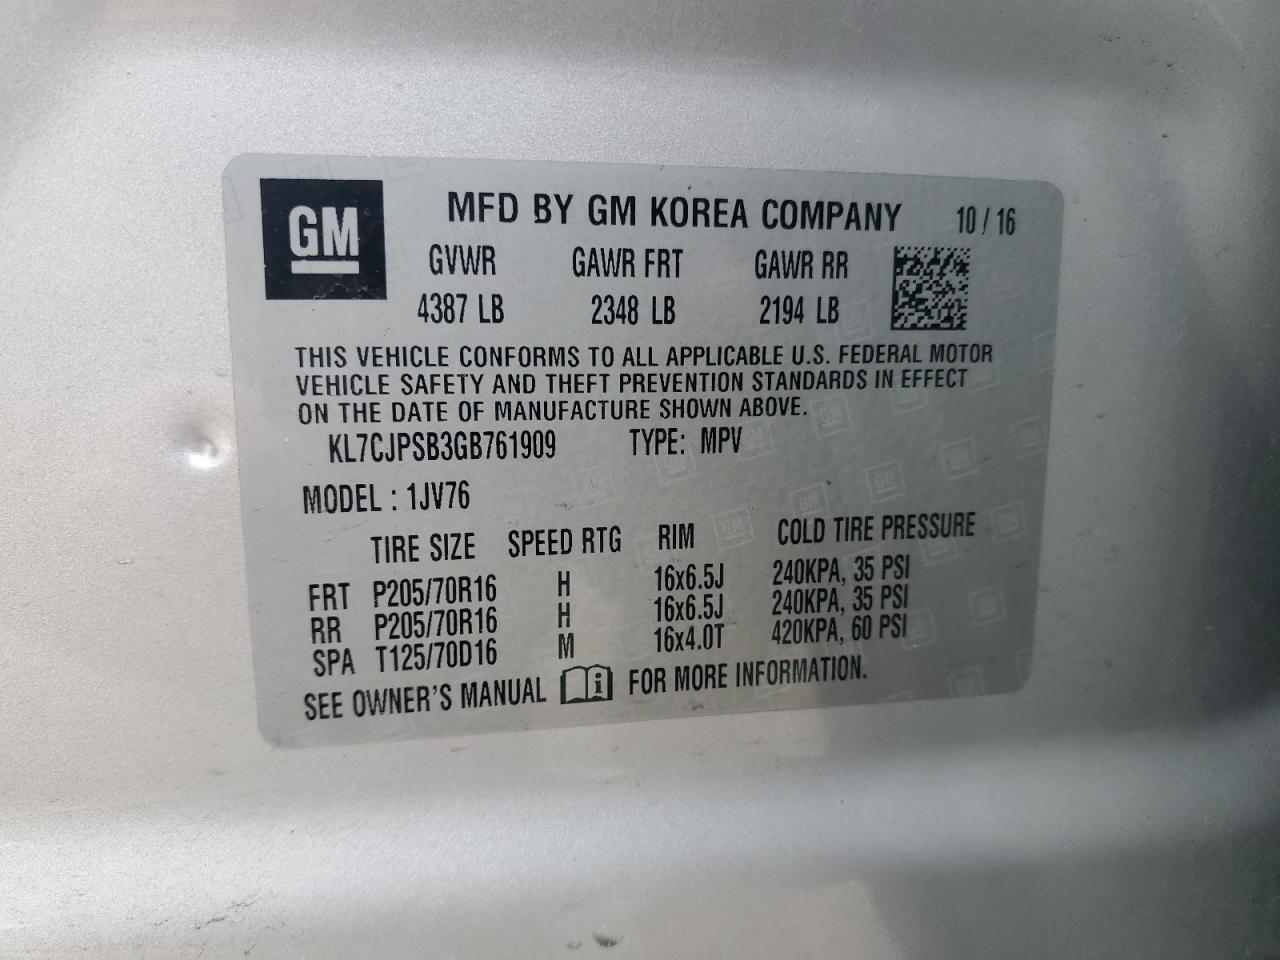 GM
MFD BY GM KOREA COMPANY 10 / 16
GVWR GAWR FRT GAWR RR
4387 LB 2348 LB 2194 LB
THIS VEHICLE CONFORMS TO ALL APPLICABLE U.S. FEDERAL MOTOR
VEHICLE SAFETY AND THEFT PREVENTION STANDARDS IN EFFECT
ON THE DATE OF MANUFACTURE SHOWN ABOVE.
KL7CJPSB3GB761909 TYPE: MPV
MODEL : 1JV76
TIRE SIZE SPEED RTG RIM COLD TIRE PRESSURE
FRT P205/70R16 H 16x6.5J 240KPA, 35 PSI
RR P205/70R16 H 16x6.5J 240KPA, 35 PSI
SPA T125/70D16 M 16x4.0T 420KPA, 60 PSI
SEE OWNER'S MANUAL i FOR MORE INFORMATION.